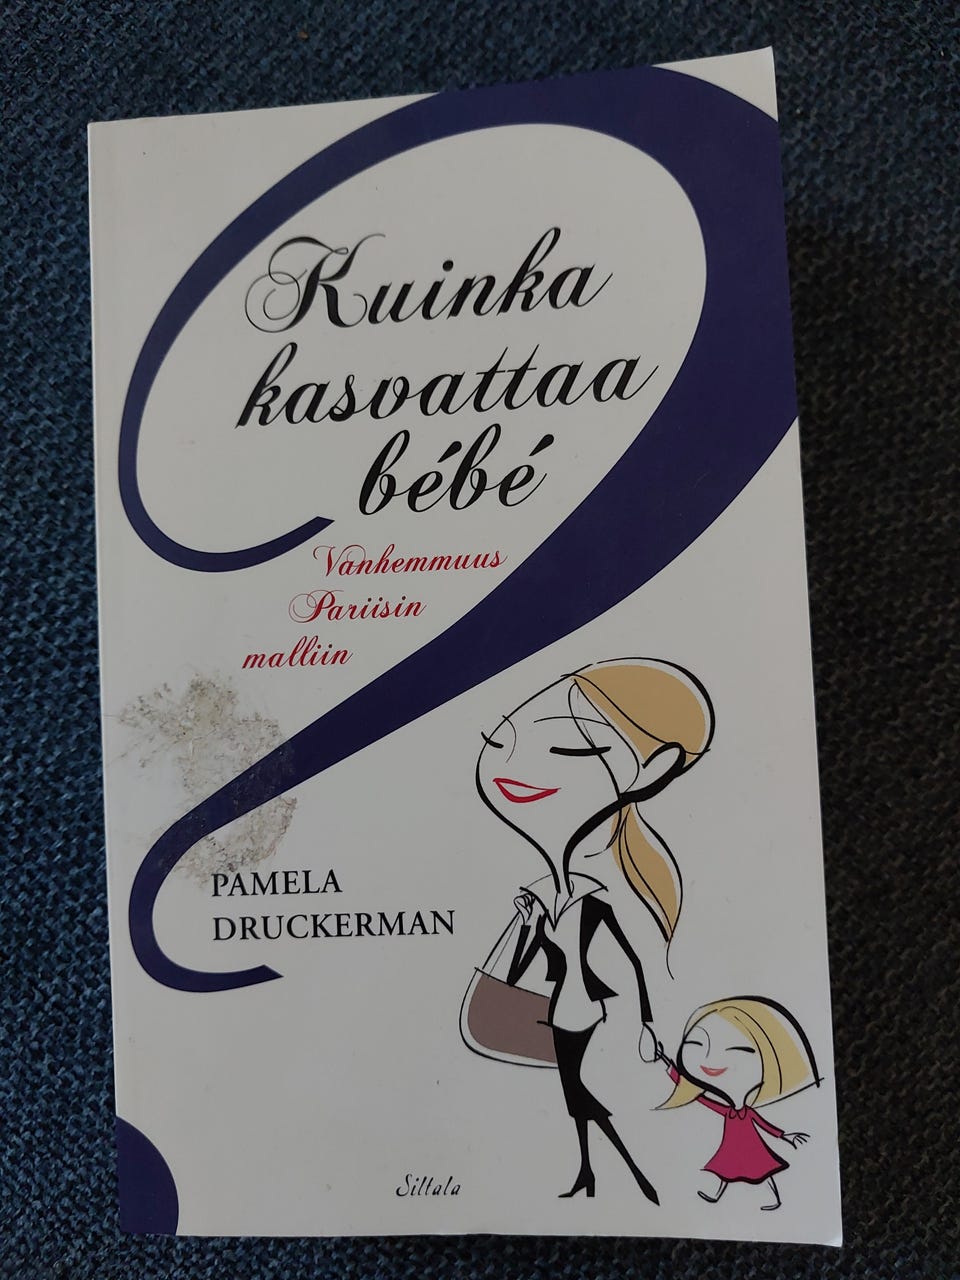 Kuinka
kasvattaa
bébé
Vanhemmuus
Pariisin
malliin
PAMELA
DRUCKERMAN
Siltala